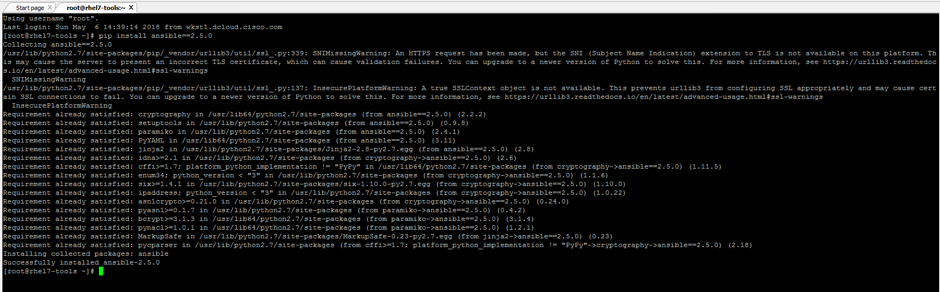 Start page
root@rhel7-tools:~
Using username "root".
Last login: Sun May  6 14:39:14 2018 from wkst1.dcloud.cisco.com
[root@rhel7-tools ~]# pip install ansible==2.5.0
Collecting ansible==2.5.0
/usr/lib/python2.7/site-packages/pip/_vendor/urllib3/util/ssl_.py:339: SNIMissingWarning: An HTTPS request has been made, but the SNI (Subject Name Indication) extension to TLS is not available on this platform. Th
is may cause the server to present an incorrect TLS certificate, which can cause validation failures. You can upgrade to a newer version of Python to solve this. For more information, see https://urllib3.readthedoc
s.io/en/latest/advanced-usage.html#ssl-warnings
  SNIMissingWarning
/usr/lib/python2.7/site-packages/pip/_vendor/urllib3/util/ssl_.py:137: InsecurePlatformWarning: A true SSLContext object is not available. This prevents urllib3 from configuring SSL appropriately and may cause cert
ain SSL connections to fail. You can upgrade to a newer version of Python to solve this. For more information, see https://urllib3.readthedocs.io/en/latest/advanced-usage.html#ssl-warnings
  InsecurePlatformWarning
Requirement already satisfied: cryptography in /usr/lib64/python2.7/site-packages (from ansible==2.5.0) (2.2.2)
Requirement already satisfied: setuptools in /usr/lib/python2.7/site-packages (from ansible==2.5.0) (0.9.8)
Requirement already satisfied: paramiko in /usr/lib/python2.7/site-packages (from ansible==2.5.0) (2.4.1)
Requirement already satisfied: PyYAML in /usr/lib64/python2.7/site-packages (from ansible==2.5.0) (3.11)
Requirement already satisfied: jinja2 in /usr/lib/python2.7/site-packages/Jinja2-2.8-py2.7.egg (from ansible==2.5.0) (2.8)
Requirement already satisfied: idna>=2.1 in /usr/lib/python2.7/site-packages (from cryptography->ansible==2.5.0) (2.6)
Requirement already satisfied: cffi>=1.7; platform_python_implementation != "PyPy" in /usr/lib64/python2.7/site-packages (from cryptography->ansible==2.5.0) (1.11.5)
Requirement already satisfied: enum34; python_version < "3" in /usr/lib/python2.7/site-packages (from cryptography->ansible==2.5.0) (1.1.6)
Requirement already satisfied: six>=1.4.1 in /usr/lib/python2.7/site-packages/six-1.10.0-py2.7.egg (from cryptography->ansible==2.5.0) (1.10.0)
Requirement already satisfied: ipaddress; python_version < "3" in /usr/lib/python2.7/site-packages (from cryptography->ansible==2.5.0) (1.0.22)
Requirement already satisfied: asn1crypto>=0.21.0 in /usr/lib/python2.7/site-packages (from cryptography->ansible==2.5.0) (0.24.0)
Requirement already satisfied: pyasn1>=0.1.7 in /usr/lib/python2.7/site-packages (from paramiko->ansible==2.5.0) (0.4.2)
Requirement already satisfied: bcrypt>=3.1.3 in /usr/lib64/python2.7/site-packages (from paramiko->ansible==2.5.0) (3.1.4)
Requirement already satisfied: pynacl>=1.0.1 in /usr/lib64/python2.7/site-packages (from paramiko->ansible==2.5.0) (1.2.1)
Requirement already satisfied: MarkupSafe in /usr/lib/python2.7/site-packages/MarkupSafe-0.23-py2.7.egg (from jinja2->ansible==2.5.0) (0.23)
Requirement already satisfied: pycparser in /usr/lib/python2.7/site-packages (from cffi>=1.7; platform_python_implementation != "PyPy"->cryptography->ansible==2.5.0) (2.18)
Installing collected packages: ansible
Successfully installed ansible-2.5.0
[root@rhel7-tools ~]#